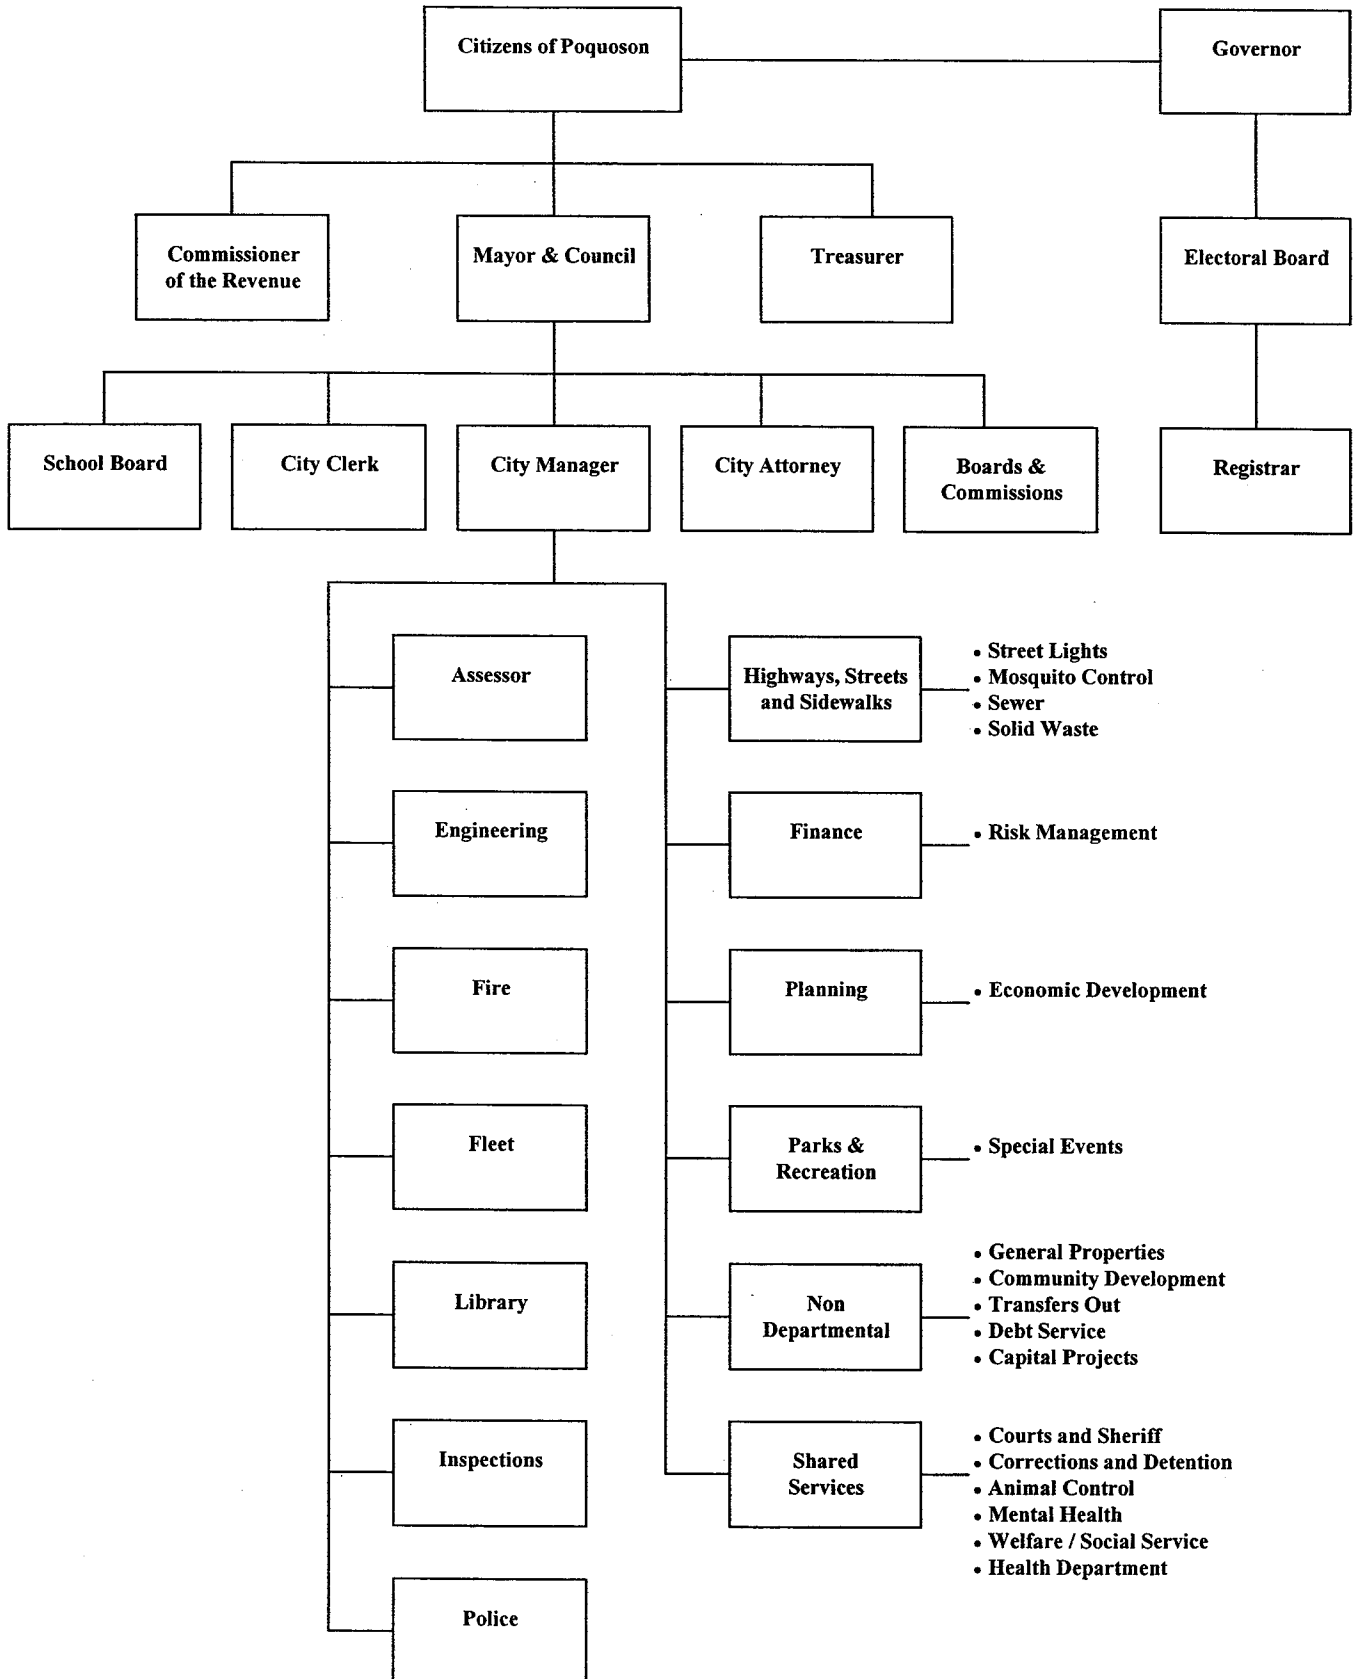 Citizens of Poquoson
Governor
Commissioner
of the Revenue
Mayor & Council
Treasurer
Electoral Board
School Board
City Clerk
City Manager
City Attorney
Boards &
Commissions
Registrar
Assessor
Highways, Streets
and Sidewalks
• Street Lights
• Mosquito Control
• Sewer
• Solid Waste
Engineering
Finance
• Risk Management
Fire
Planning
• Economic Development
Fleet
Parks &
Recreation
• Special Events
Library
Non
Departmental
• General Properties
• Community Development
• Transfers Out
• Debt Service
• Capital Projects
Inspections
Shared
Services
• Courts and Sheriff
• Corrections and Detention
• Animal Control
• Mental Health
• Welfare / Social Service
• Health Department
Police